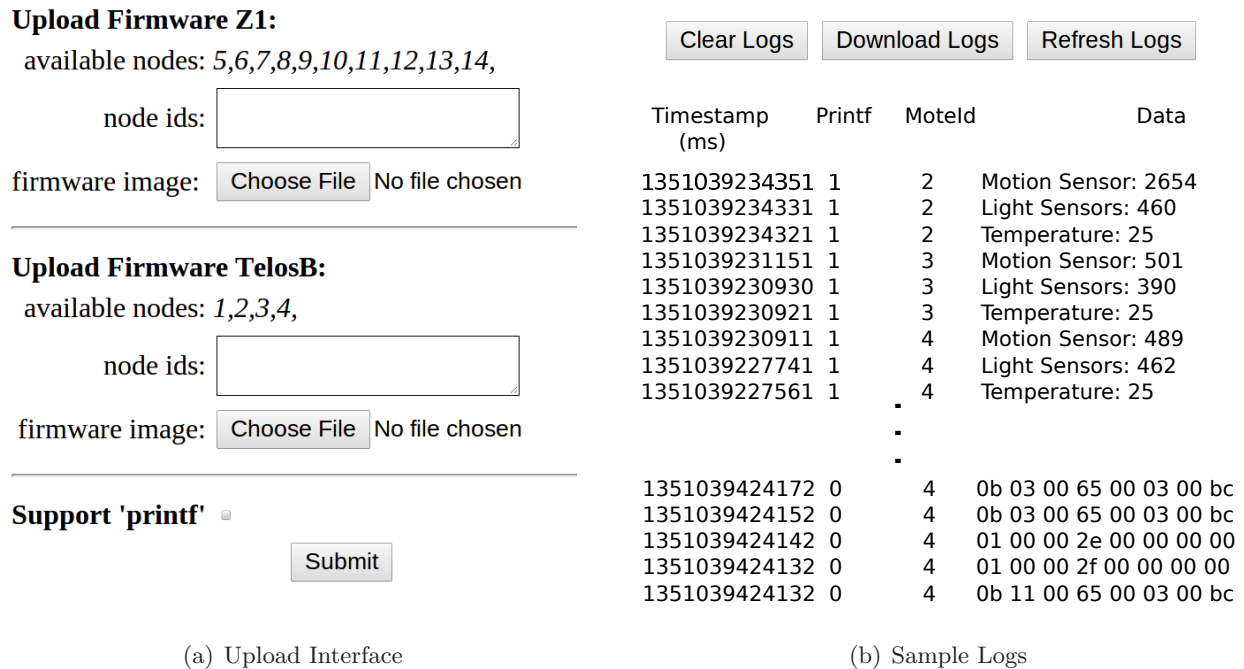 Upload Firmware Z1:
available nodes: 5,6,7,8,9,10,11,12,13,14,
node ids:
firmware image: Choose File No file chosen
Upload Firmware TelosB:
available nodes: 1,2,3,4,
node ids:
firmware image: Choose File No file chosen
Support 'printf'
Submit
(a) Upload Interface
Clear Logs Download Logs Refresh Logs
Timestamp Printf MoteId Data
(ms)
1351039234351 1 2 Motion Sensor: 2654
1351039234331 1 2 Light Sensors: 460
1351039234321 1 2 Temperature: 25
1351039231151 1 3 Motion Sensor: 501
1351039230930 1 3 Light Sensors: 390
1351039230921 1 3 Temperature: 25
1351039230911 1 4 Motion Sensor: 489
1351039227741 1 4 Light Sensors: 462
1351039227561 1 4 Temperature: 25
1351039424172 0 4 0b 03 00 65 00 03 00 bc
1351039424152 0 4 0b 03 00 65 00 03 00 bc
1351039424142 0 4 01 00 00 2e 00 00 00 00
1351039424132 0 4 01 00 00 2f 00 00 00 00
1351039424132 0 4 0b 11 00 65 00 03 00 bc
(b) Sample Logs